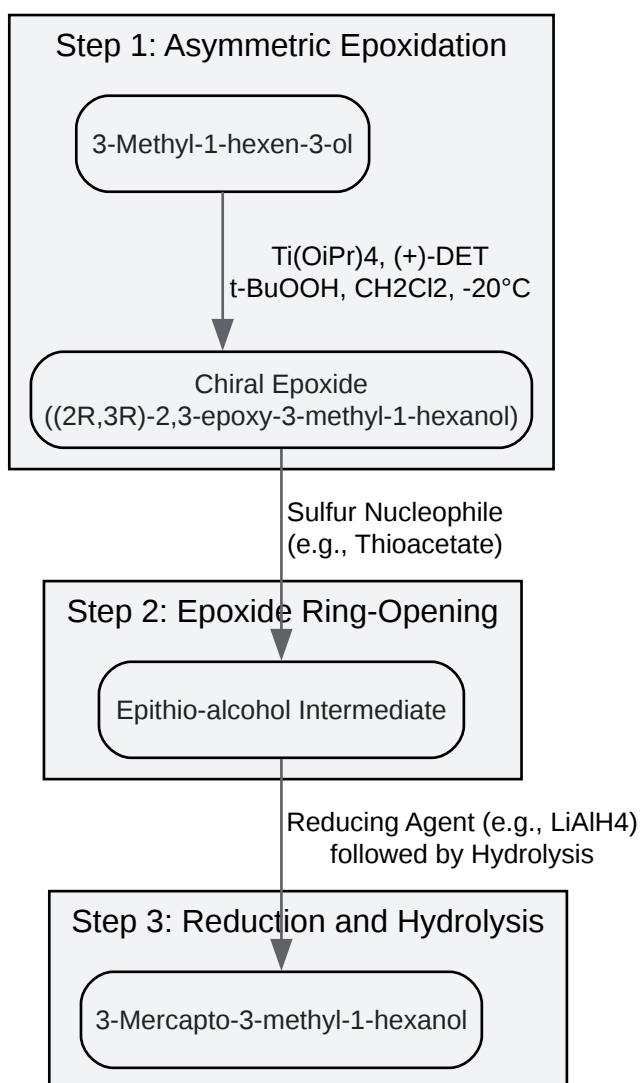 Step 1: Asymmetric Epoxidation
3-Methyl-1-hexen-3-ol
Ti(OiPr)4, (+)-DET
t-BuOOH, CH2Cl2, -20°C
Chiral Epoxide
((2R,3R)-2,3-epoxy-3-methyl-1-hexanol)
Sulfur Nucleophile
(e.g., Thioacetate)
Step 2: Epoxide Ring-Opening
Epithio-alcohol Intermediate
Reducing Agent (e.g., LiAlH4)
followed by Hydrolysis
Step 3: Reduction and Hydrolysis
3-Mercapto-3-methyl-1-hexanol